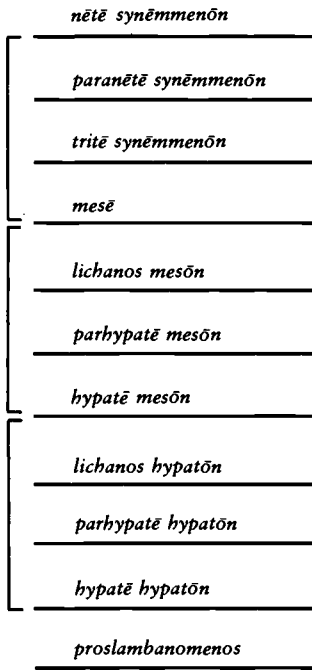 nētē synēmmenōn
paranētē synēmmenōn
tritē synēmmenōn
mesē
lichanos mesōn
parhypatē mesōn
hypatē mesōn
lichanos hypatōn
parhypatē hypatōn
hypatē hypatōn
proslambanomenos